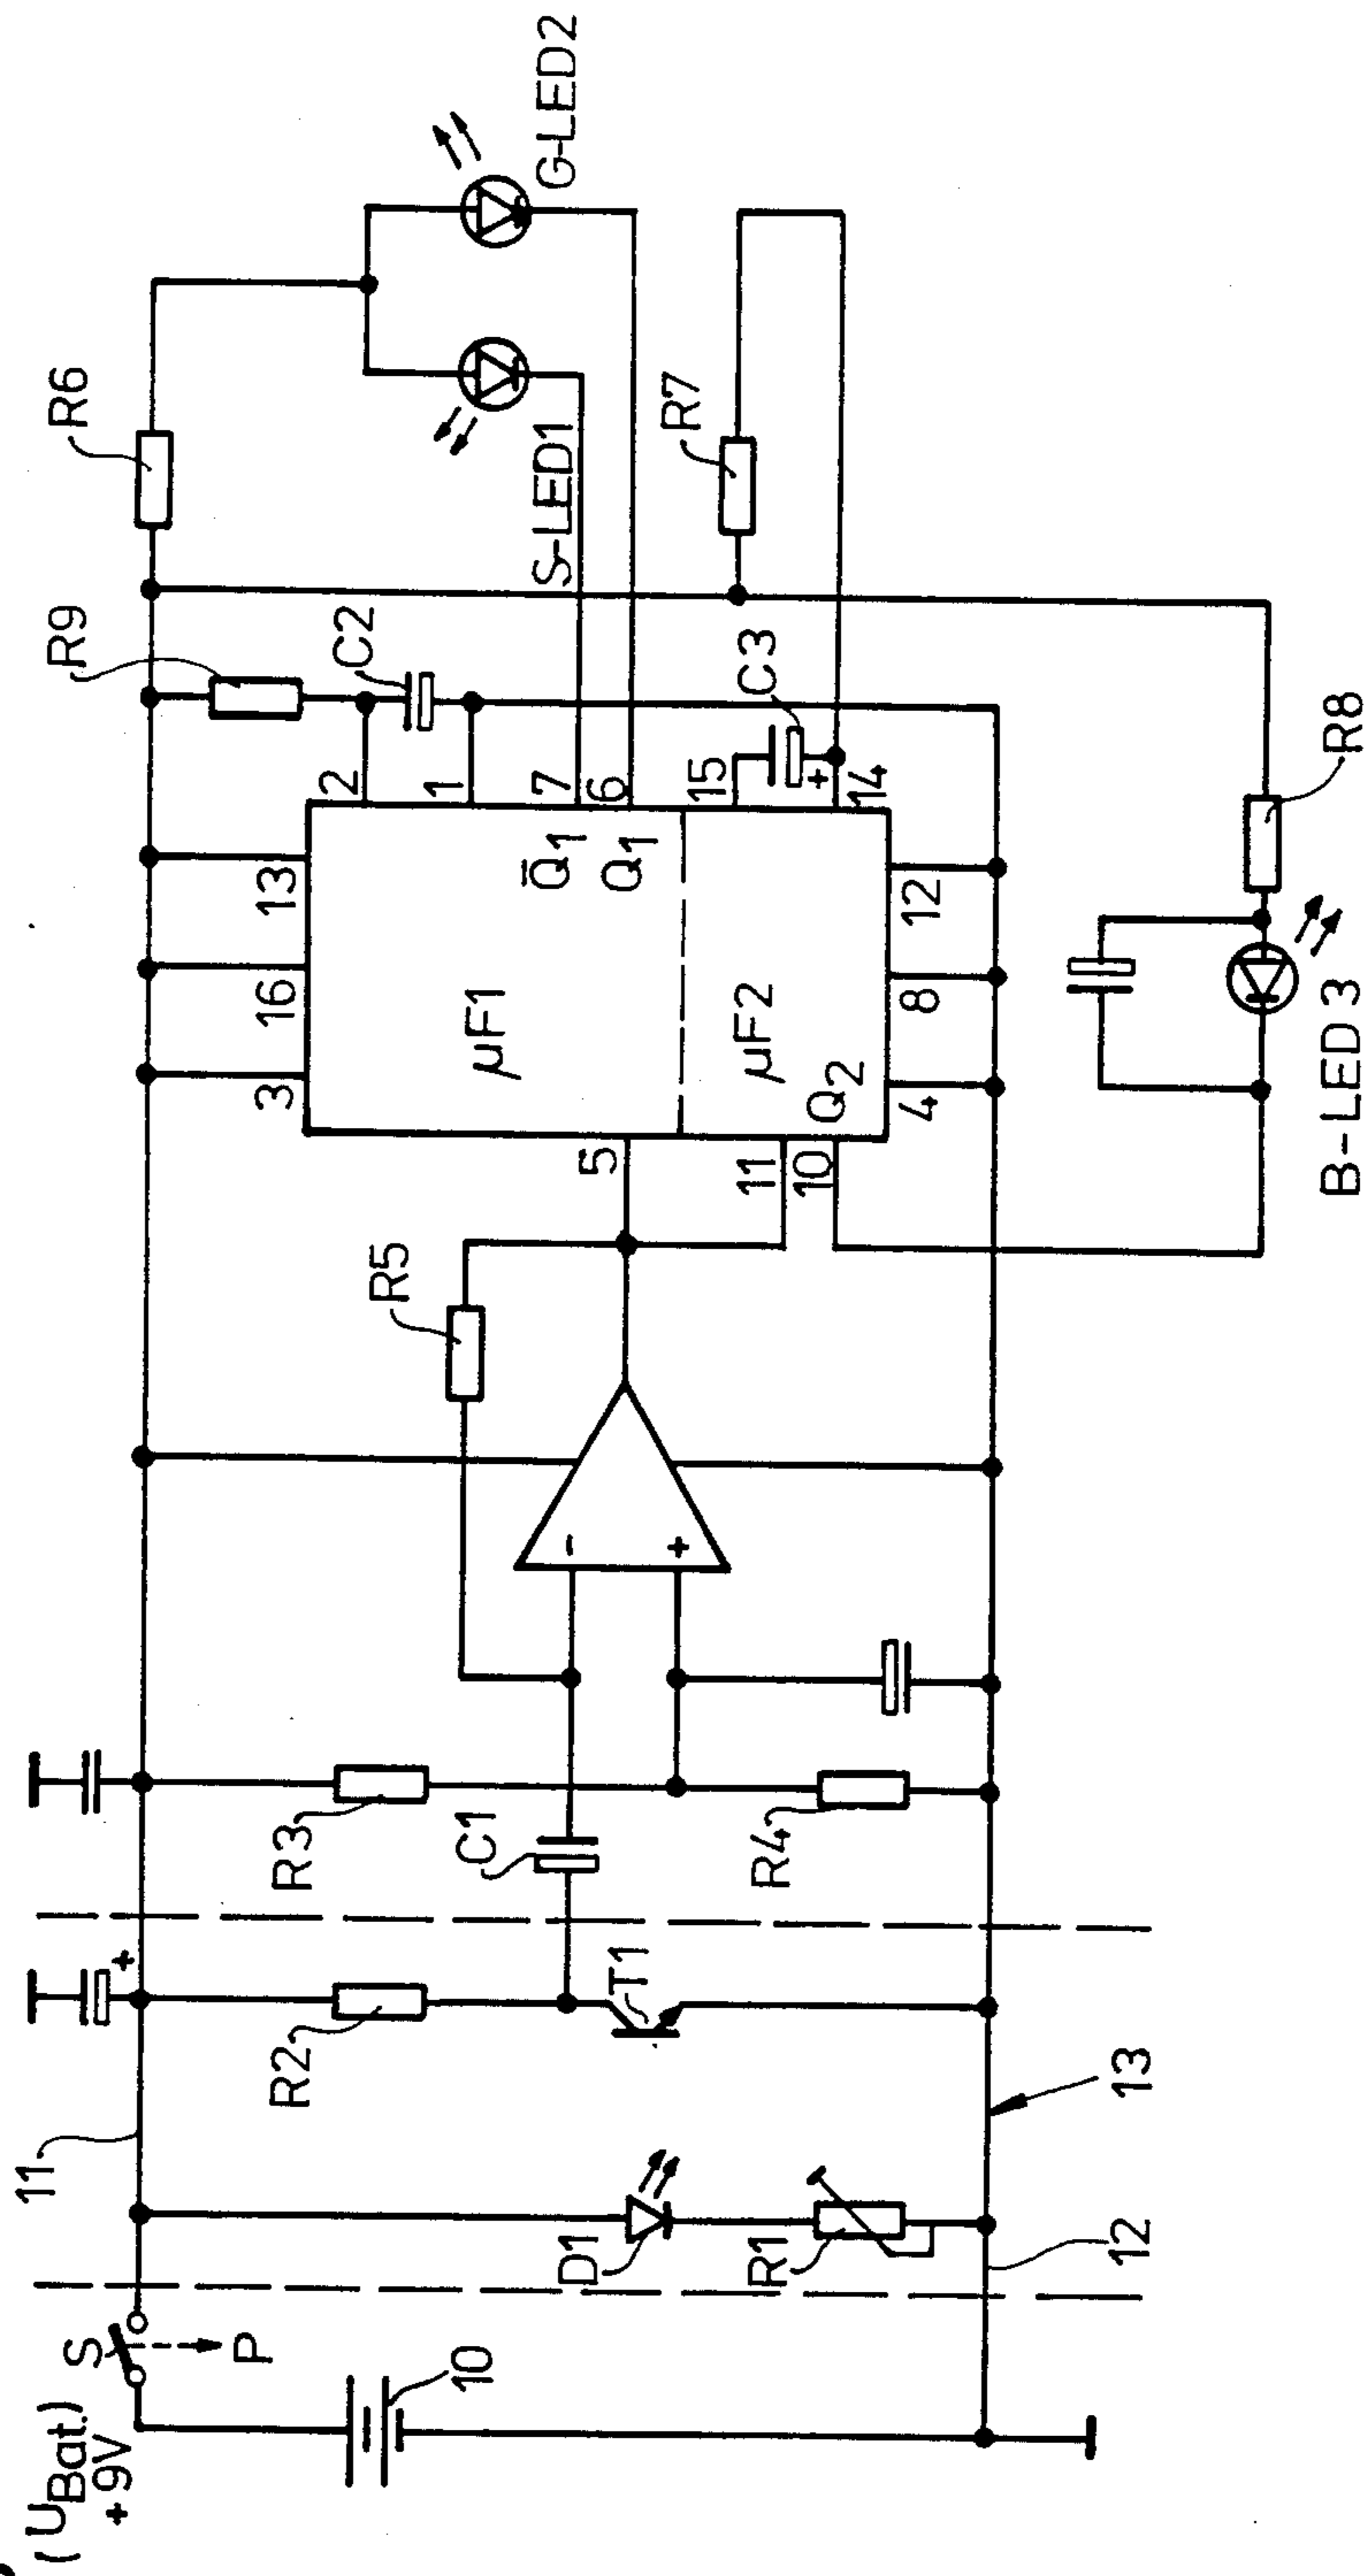 (UBat.)
+9V
S
P
10
11
12
13
D1
R1
R2
T1
+
C1
R3
R4
-
+
R5
5
11
10
3
16
13
μF1
μF2
Q̄1
Q1
Q2
4
8
12
2
1
7
6
15
14
R9
C2
C3
+
R6
S-LED1
G-LED2
R7
R8
B-LED3